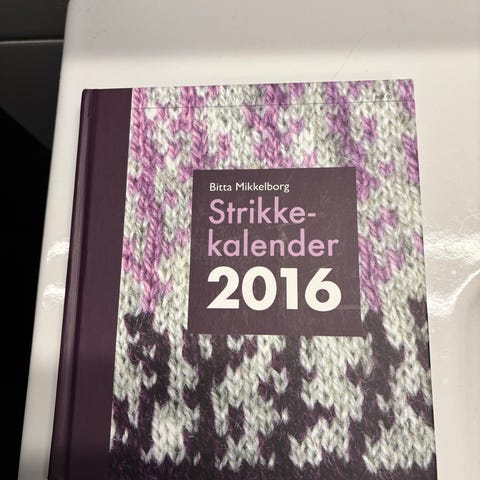 Bitta Mikkelborg
Strikke-
kalender
2016